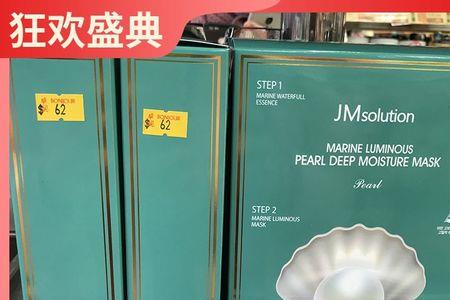 狂欢盛典
BONJOUR
$ 62
BONJOUR
$ 62
STEP 1
MARINE WATERFULL
ESSENCE
JMsolution
MARINE LUMINOUS
PEARL DEEP MOISTURE MASK
Pearl
STEP 2
MARINE LUMINOUS
MASK